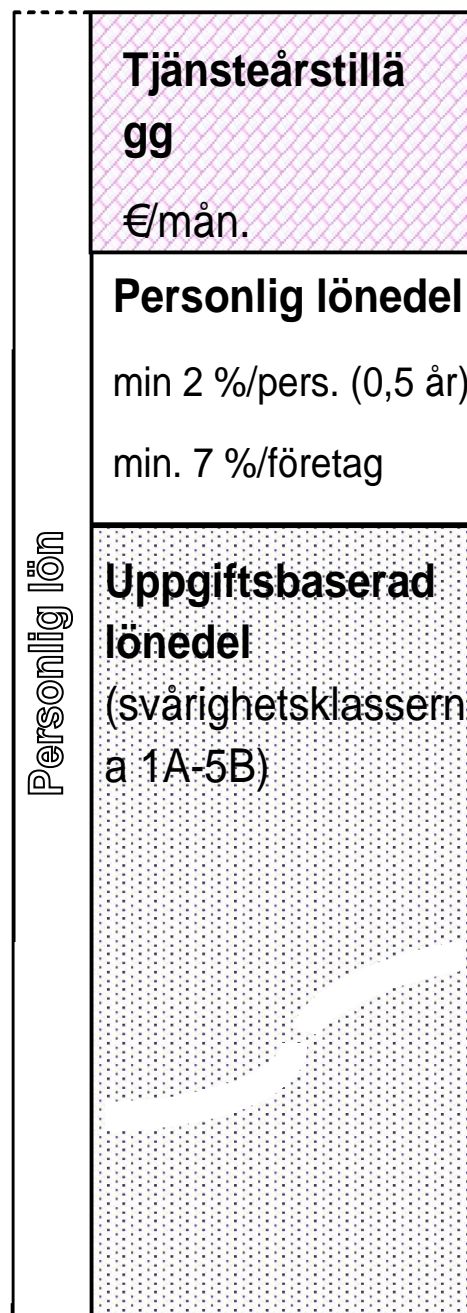 Tjänsteårstillä
gg
€/mån.
Personlig lönedel
min 2 %/pers. (0,5 år)
min. 7 %/företag
Personlig lön
Uppgiftsbaserad
lönedel
(svårighetsklassern
a 1A-5B)